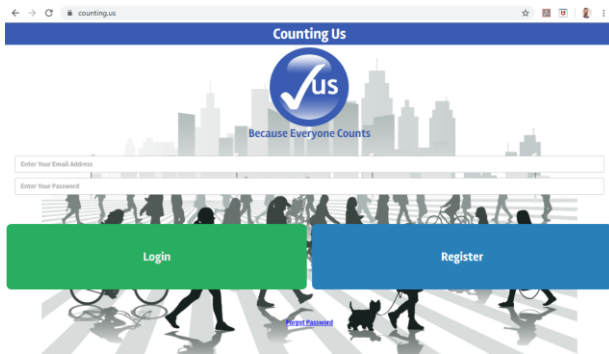 counting.us
Counting Us
us
Because Everyone Counts
Enter Your Email Address
Enter Your Password
Login
Register
Forgot Password